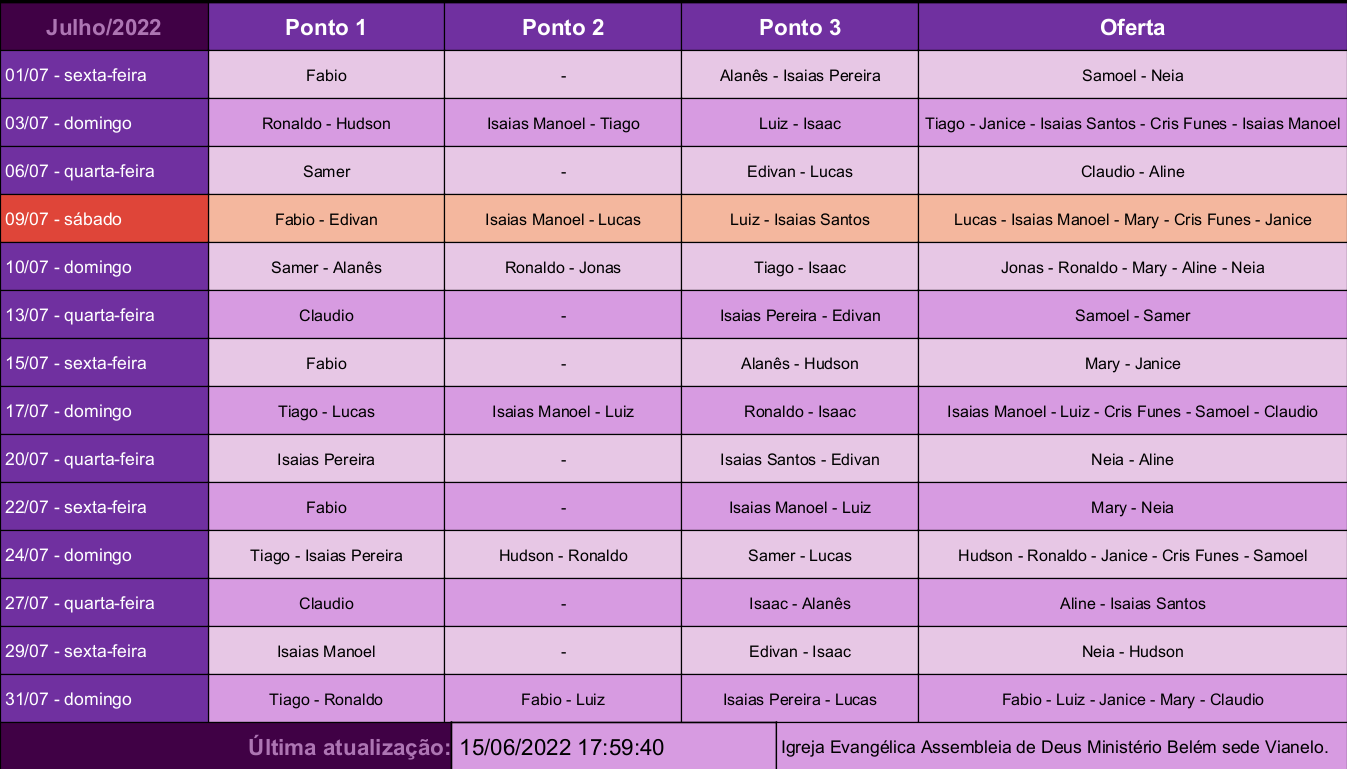 Julho/2022 Ponto 1 Ponto 2 Ponto 3 Oferta
01/07 - sexta-feira Fabio - Alanês - Isaias Pereira Samoel - Neia
03/07 - domingo Ronaldo - Hudson Isaias Manoel - Tiago Luiz - Isaac Tiago - Janice - Isaias Santos - Cris Funes - Isaias Manoel
06/07 - quarta-feira Samer - Edivan - Lucas Claudio - Aline
09/07 - sábado Fabio - Edivan Isaias Manoel - Lucas Luiz - Isaias Santos Lucas - Isaias Manoel - Mary - Cris Funes - Janice
10/07 - domingo Samer - Alanês Ronaldo - Jonas Tiago - Isaac Jonas - Ronaldo - Mary - Aline - Neia
13/07 - quarta-feira Claudio - Isaias Pereira - Edivan Samoel - Samer
15/07 - sexta-feira Fabio - Alanês - Hudson Mary - Janice
17/07 - domingo Tiago - Lucas Isaias Manoel - Luiz Ronaldo - Isaac Isaias Manoel - Luiz - Cris Funes - Samoel - Claudio
20/07 - quarta-feira Isaias Pereira - Isaias Santos - Edivan Neia - Aline
22/07 - sexta-feira Fabio - Isaias Manoel - Luiz Mary - Neia
24/07 - domingo Tiago - Isaias Pereira Hudson - Ronaldo Samer - Lucas Hudson - Ronaldo - Janice - Cris Funes - Samoel
27/07 - quarta-feira Claudio - Isaac - Alanês Aline - Isaias Santos
29/07 - sexta-feira Isaias Manoel - Edivan - Isaac Neia - Hudson
31/07 - domingo Tiago - Ronaldo Fabio - Luiz Isaias Pereira - Lucas Fabio - Luiz - Janice - Mary - Claudio
Última atualização: 15/06/2022 17:59:40 Igreja Evangélica Assembleia de Deus Ministério Belém sede Vianelo.